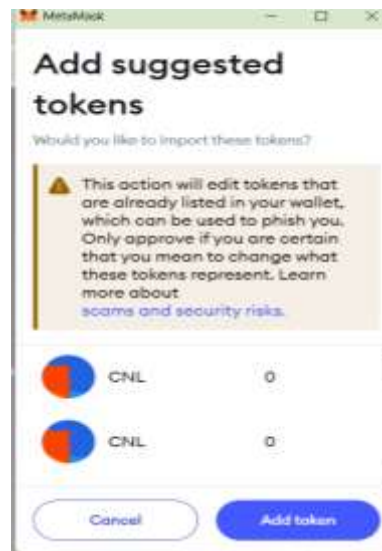 MetaMask
Add suggested
tokens
Would you like to import these tokens?
This action will edit tokens that
are already listed in your wallet,
which can be used to phish you.
Only approve if you are certain
that you mean to change what
these tokens represent. Learn
more about
scams and security risks.
CNL 0
CNL 0
Cancel Add token